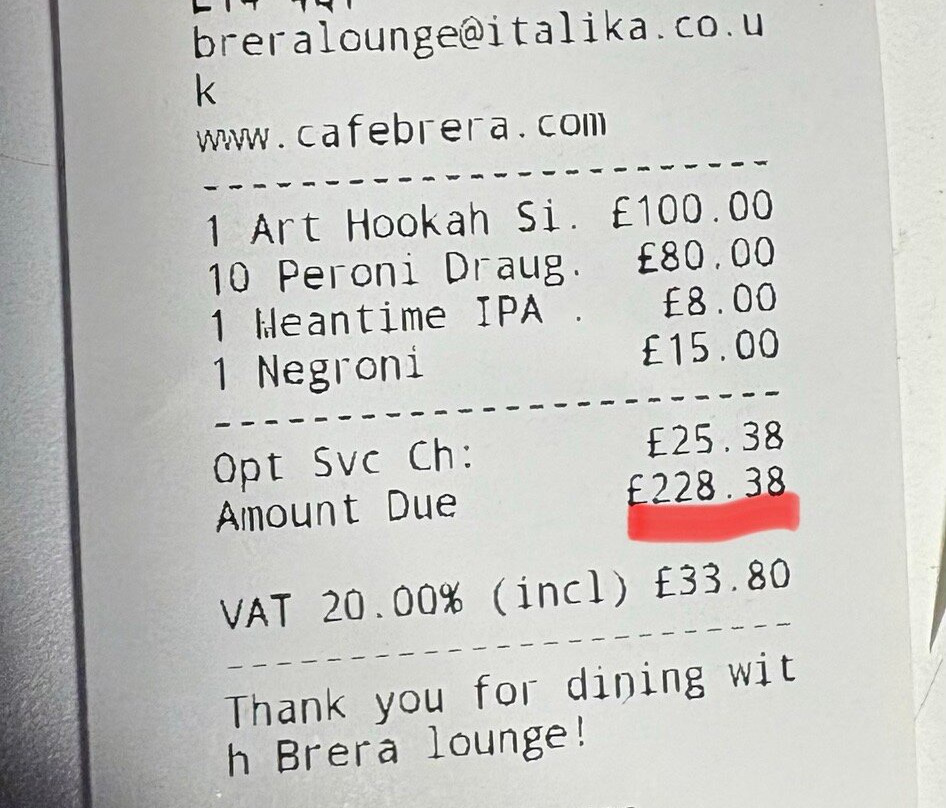 breralounge@italika.co.u
k
www.cafebrera.com
1 Art Hookah Si. £100.00
10 Peroni Draug. £80.00
1 Meantime IPA . £8.00
1 Negroni £15.00
Opt Svc Ch: £25.38
Amount Due £228.38
VAT 20.00% (incl) £33.80
Thank you for dining wit
h Brera lounge!